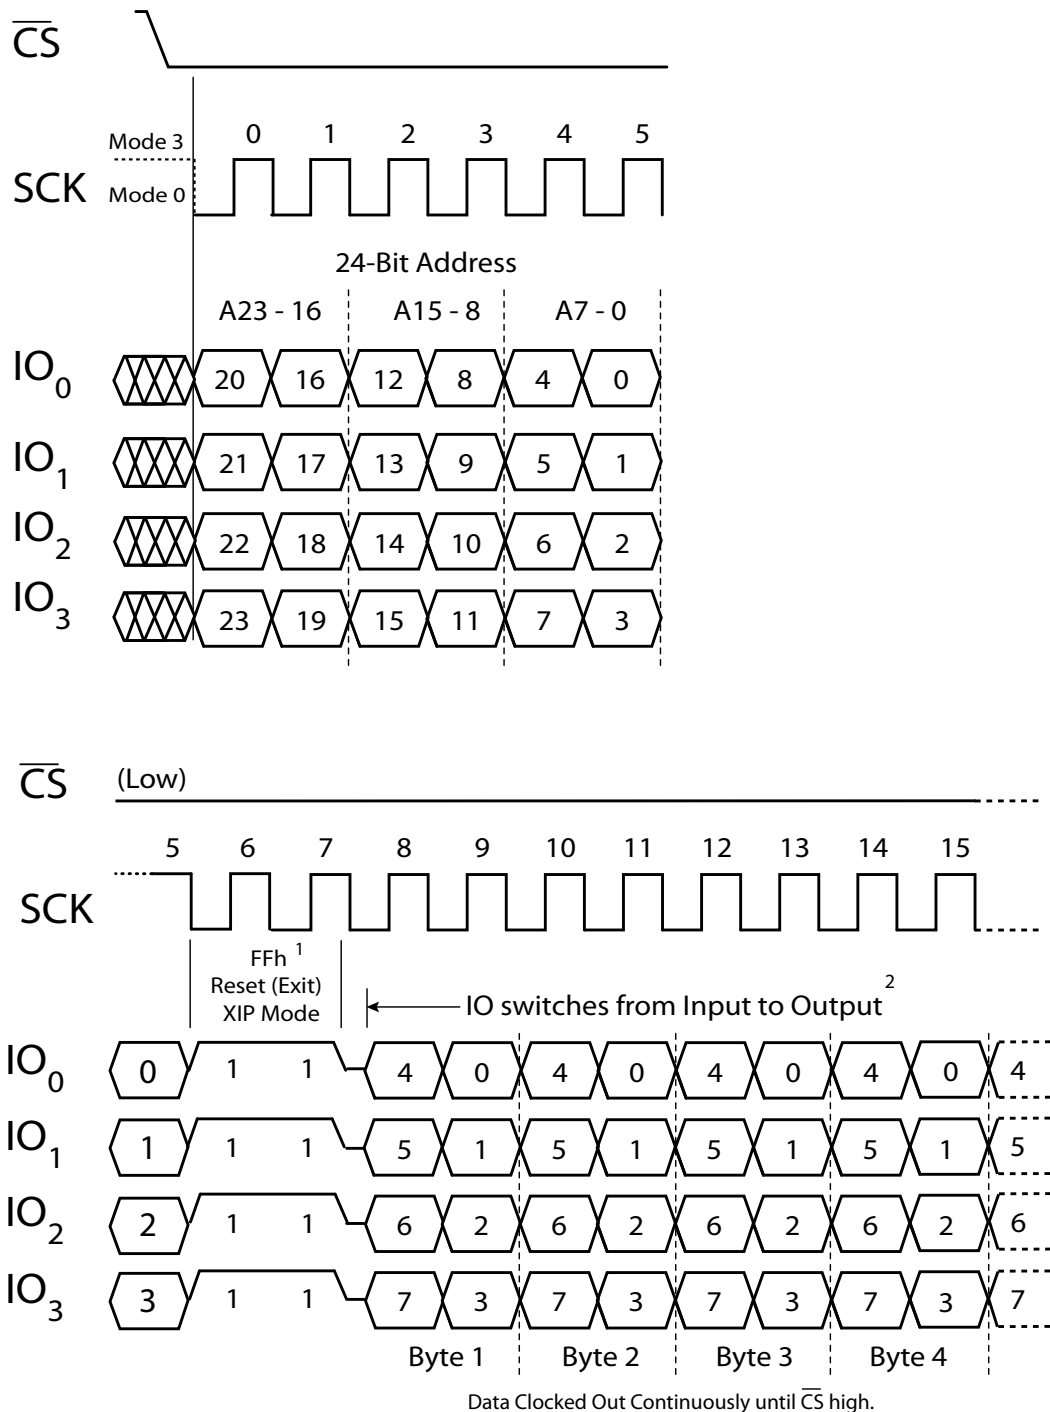 CS
Mode 3
0 1 2 3 4 5
SCK
Mode 0
24-Bit Address
A23 - 16 A15 - 8 A7 - 0
IO0 20 16 12 8 4 0
IO1 21 17 13 9 5 1
IO2 22 18 14 10 6 2
IO3 23 19 15 11 7 3
CS (Low)
5 6 7 8 9 10 11 12 13 14 15
SCK
FFh 1
Reset (Exit)
XIP Mode
IO switches from Input to Output 2
IO0 0 1 1 4 0 4 0 4 0 4 0 4
IO1 1 1 1 5 1 5 1 5 1 5 1 5
IO2 2 1 1 6 2 6 2 6 2 6 2 6
IO3 3 1 1 7 3 7 3 7 3 7 3 7
Byte 1 Byte 2 Byte 3 Byte 4
Data Clocked Out Continuously until CS high.